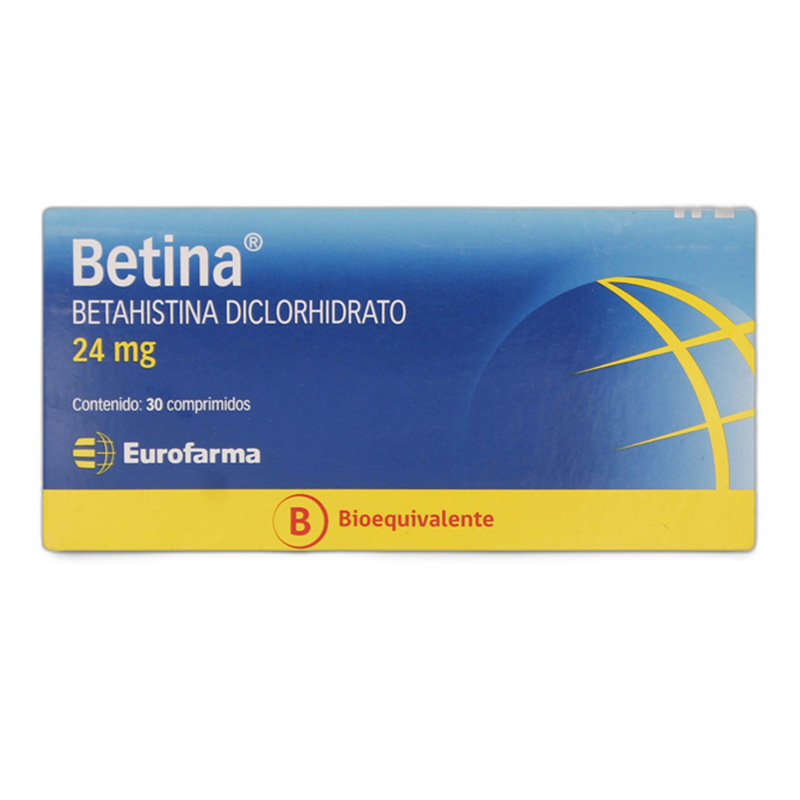 Betina®
BETAHISTINA DICLORHIDRATO
24 mg
Contenido: 30 comprimidos
Eurofarma
B Bioequivalente